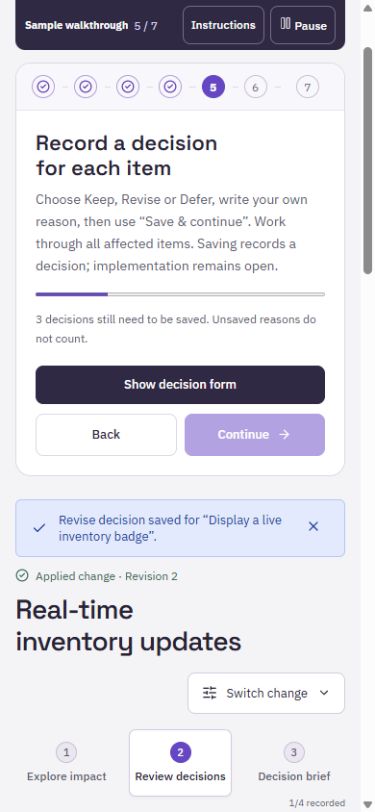 Sample walkthrough 5 / 7 Instructions Pause
5 6 7
Record a decision
for each item
Choose Keep, Revise or Defer, write your own
reason, then use “Save & continue”. Work
through all affected items. Saving records a
decision; implementation remains open.
3 decisions still need to be saved. Unsaved reasons do
not count.
Show decision form
Back Continue
Revise decision saved for “Display a live
inventory badge”.
Applied change · Revision 2
Real-time
inventory updates
Switch change
1 2 3
Explore impact Review decisions Decision brief
1/4 recorded